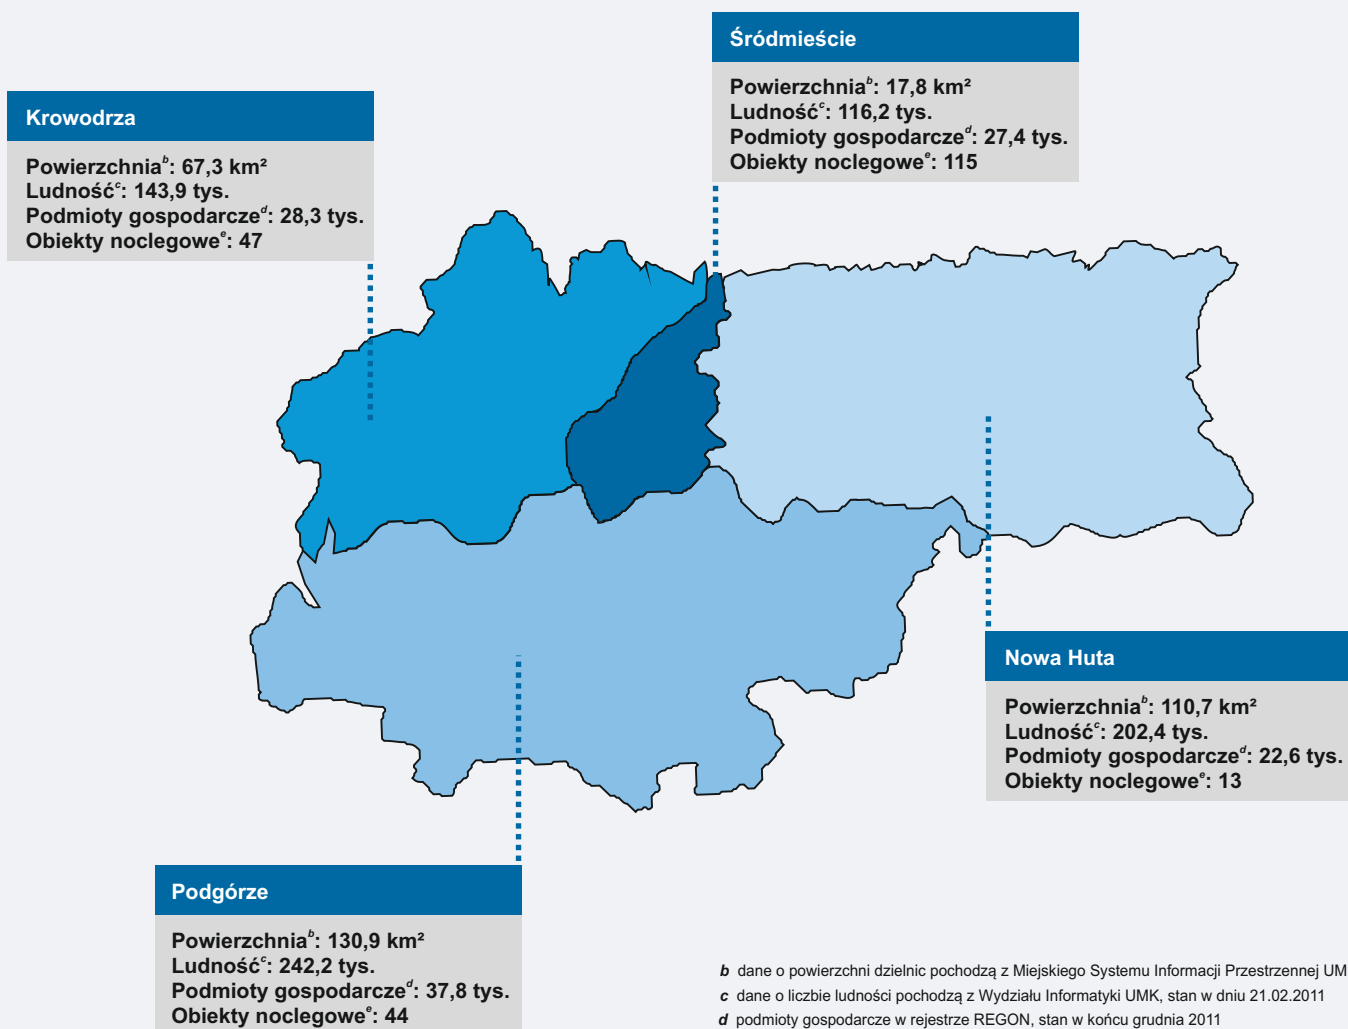 Śródmieście
Powierzchniaᵇ: 17,8 km²
Ludnośćᶜ: 116,2 tys.
Podmioty gospodarczeᵈ: 27,4 tys.
Obiekty noclegoweᵉ: 115
Krowodrza
Powierzchniaᵇ: 67,3 km²
Ludnośćᶜ: 143,9 tys.
Podmioty gospodarczeᵈ: 28,3 tys.
Obiekty noclegoweᵉ: 47
Nowa Huta
Powierzchniaᵇ: 110,7 km²
Ludnośćᶜ: 202,4 tys.
Podmioty gospodarczeᵈ: 22,6 tys.
Obiekty noclegoweᵉ: 13
Podgórze
Powierzchniaᵇ: 130,9 km²
Ludnośćᶜ: 242,2 tys.
Podmioty gospodarczeᵈ: 37,8 tys.
Obiekty noclegoweᵉ: 44
b dane o powierzchni dzielnic pochodzą z Miejskiego Systemu Informacji Przestrzennej UM
c dane o liczbie ludności pochodzą z Wydziału Informatyki UMK, stan w dniu 21.02.2011
d podmioty gospodarcze w rejestrze REGON, stan w końcu grudnia 2011